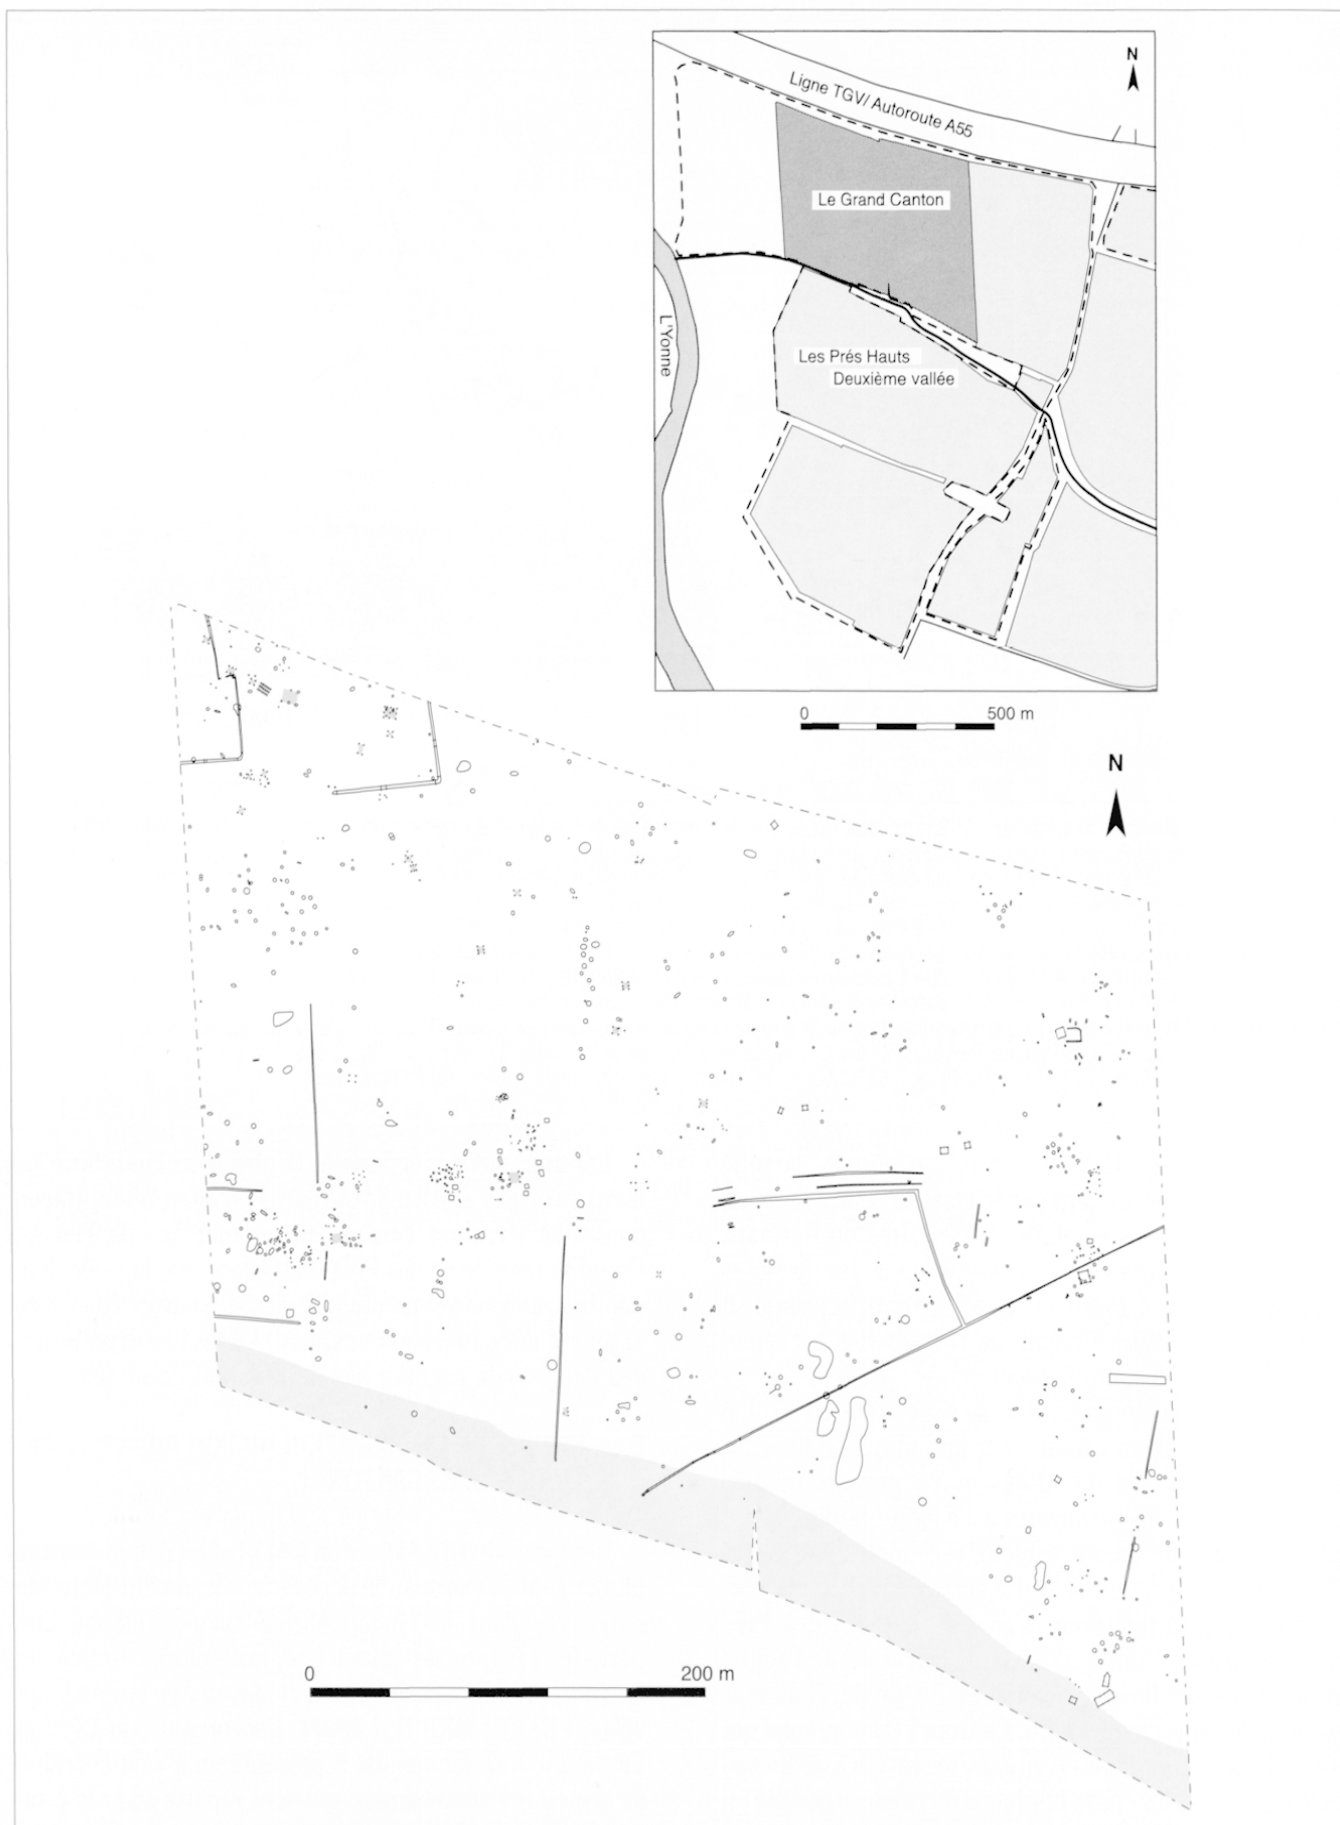 N
Ligne TGV/ Autoroute A55
Le Grand Canton
L'Yonne
Les Prés Hauts
Deuxième vallée
0 500 m
N
0 200 m